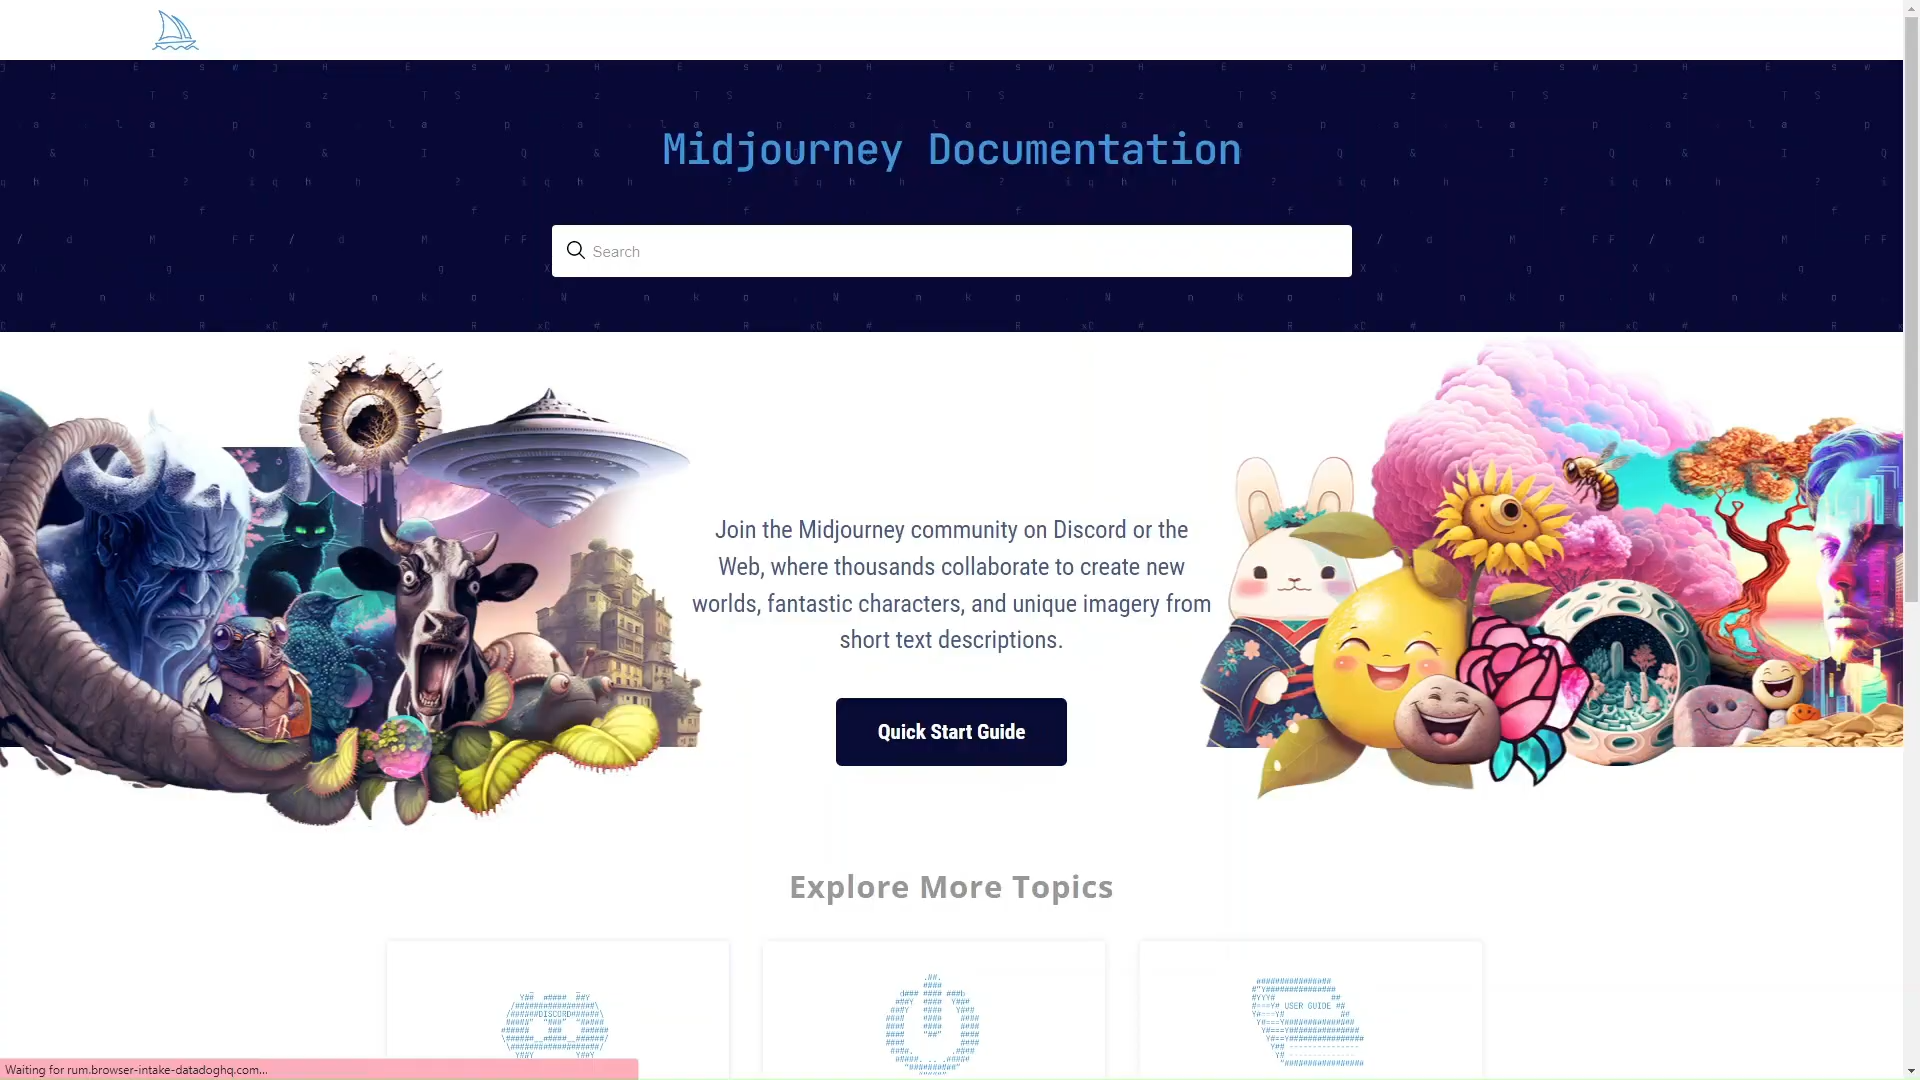 Midjourney Documentation
Search
Join the Midjourney community on Discord or the
Web, where thousands collaborate to create new
worlds, fantastic characters, and unique imagery from
short text descriptions.
Quick Start Guide
Explore More Topics
DISCORD
USER GUIDE
Waiting for rum.browser-intake-datadoghq.com...